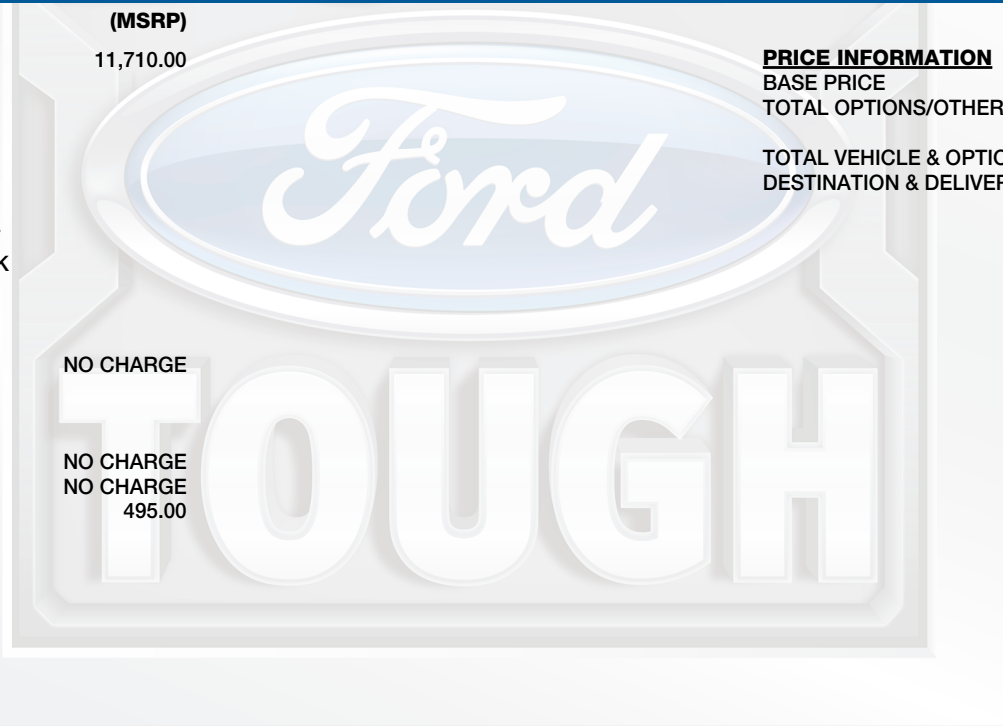 (MSRP)
11,710.00
NO CHARGE
NO CHARGE
NO CHARGE
495.00
PRICE INFORMATION
BASE PRICE
TOTAL OPTIONS/OTHER
TOTAL VEHICLE & OPTIO
DESTINATION & DELIVER
K
Ford
TOUGH